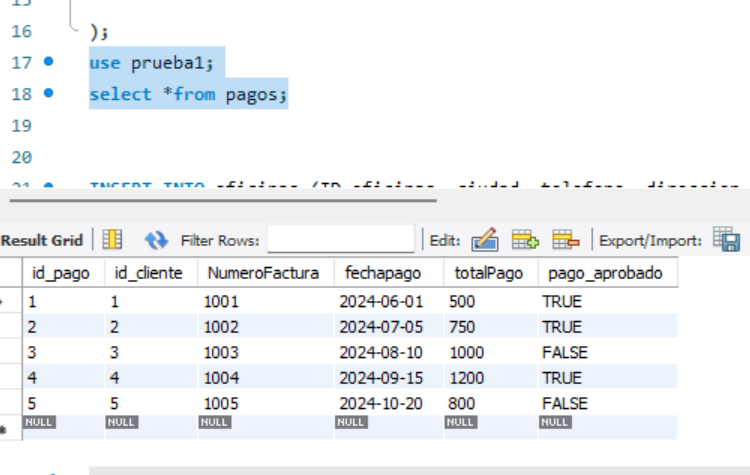 15
16 );
17 use prueba1;
18 select *from pagos;
19
20
21 INSERT INTO oficinas (ID_oficinas, ciudad, telefono, direccion
Result Grid Filter Rows: Edit: Export/Import:
id_pago id_cliente NumeroFactura fechapago totalPago pago_aprobado
1 1 1001 2024-06-01 500 TRUE
2 2 1002 2024-07-05 750 TRUE
3 3 1003 2024-08-10 1000 FALSE
4 4 1004 2024-09-15 1200 TRUE
5 5 1005 2024-10-20 800 FALSE
NULL NULL NULL NULL NULL NULL